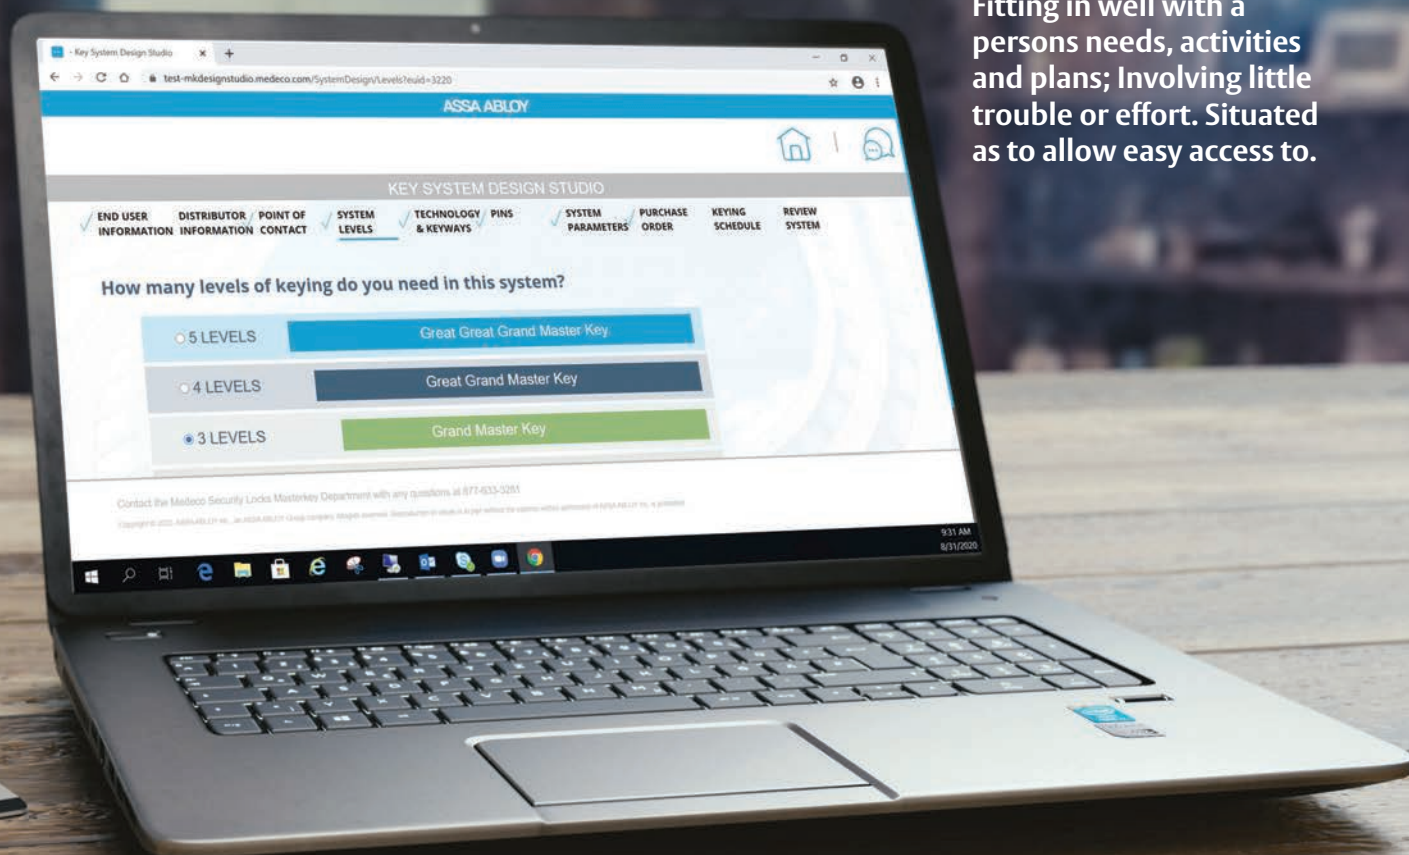 Fitting in well with a
persons needs, activities
and plans; Involving little
trouble or effort. Situated
as to allow easy access to.
- Key System Design Studio
test-mkdesignstudio.medeco.com/SystemDesign/Levels?euid=3220
ASSA ABLOY
KEY SYSTEM DESIGN STUDIO
END USER INFORMATION
DISTRIBUTOR INFORMATION
POINT OF CONTACT
SYSTEM LEVELS
TECHNOLOGY & KEYWAYS
PINS
SYSTEM PARAMETERS
PURCHASE ORDER
KEYING SCHEDULE
REVIEW SYSTEM
How many levels of keying do you need in this system?
5 LEVELS Great Great Grand Master Key
4 LEVELS Great Grand Master Key
3 LEVELS Grand Master Key
Contact the Medeco Security Locks Masterkey Department with any questions at 877-633-3261
9:31 AM
8/31/2020